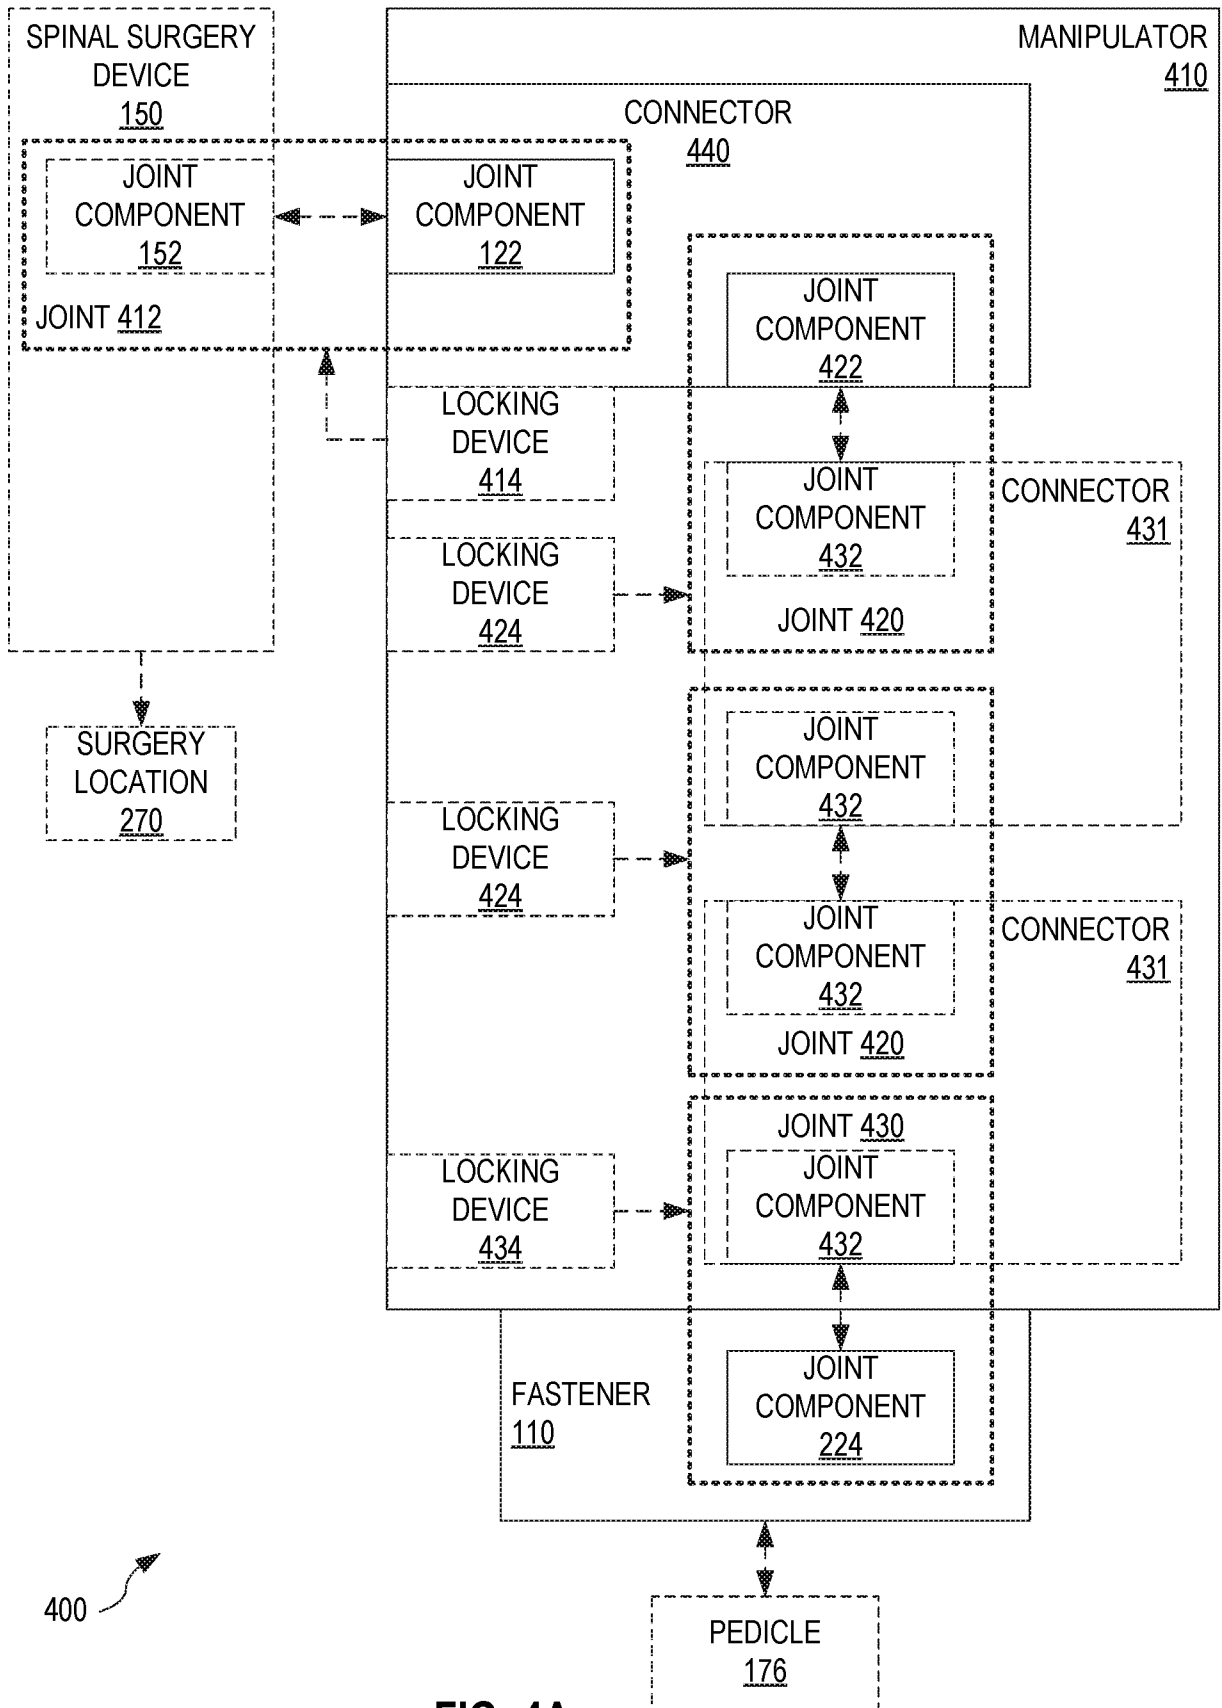 SPINAL SURGERY
DEVICE
150
MANIPULATOR
410
CONNECTOR
440
JOINT
COMPONENT
152
JOINT
COMPONENT
122
JOINT 412
JOINT
COMPONENT
422
LOCKING
DEVICE
414
JOINT
COMPONENT
432
CONNECTOR
431
LOCKING
DEVICE
424
JOINT 420
SURGERY
LOCATION
270
JOINT
COMPONENT
432
LOCKING
DEVICE
424
JOINT
COMPONENT
432
CONNECTOR
431
JOINT 420
JOINT 430
LOCKING
DEVICE
434
JOINT
COMPONENT
432
FASTENER
110
JOINT
COMPONENT
224
400
PEDICLE
176
FIG. 4A